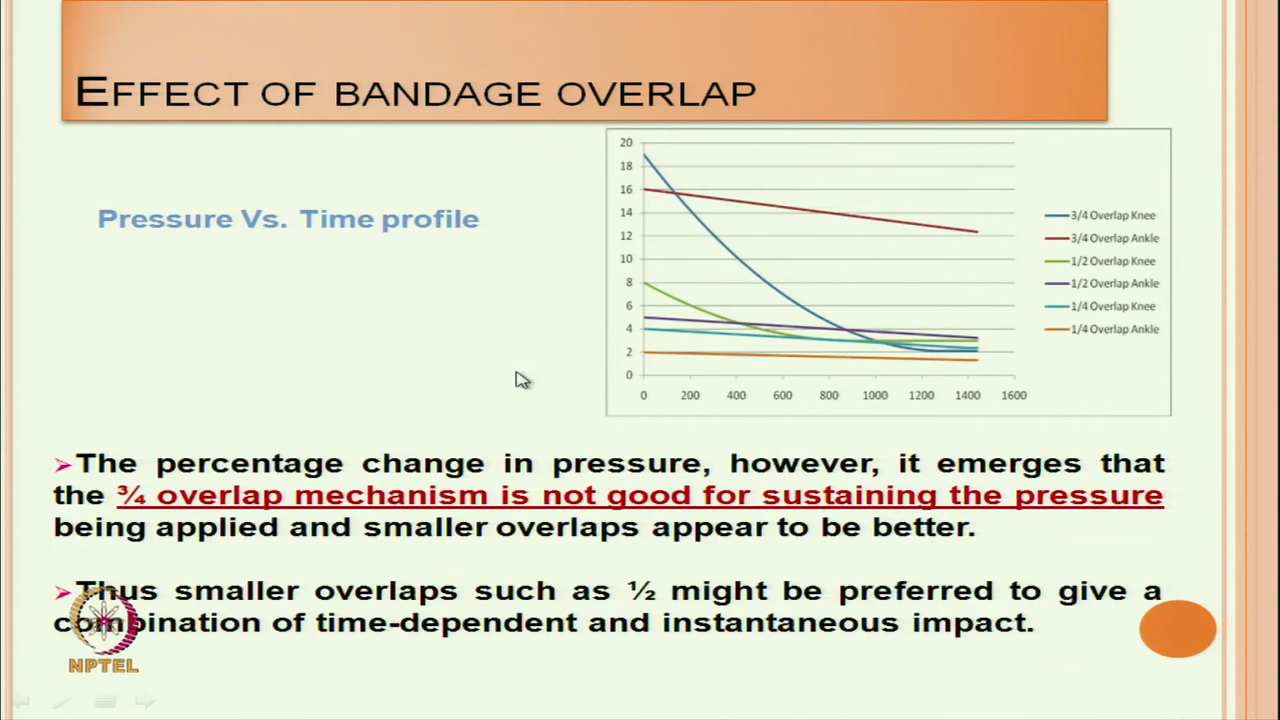 EFFECT OF BANDAGE OVERLAP
Pressure Vs. Time profile
20
18
16
14
12
10
8
6
4
2
0
0 200 400 600 800 1000 1200 1400 1600
3/4 Overlap Knee
3/4 Overlap Ankle
1/2 Overlap Knee
1/2 Overlap Ankle
1/4 Overlap Knee
1/4 Overlap Ankle
➢The percentage change in pressure, however, it emerges that
the ¾ overlap mechanism is not good for sustaining the pressure
being applied and smaller overlaps appear to be better.
➢Thus smaller overlaps such as ½ might be preferred to give a
combination of time-dependent and instantaneous impact.
NPTEL